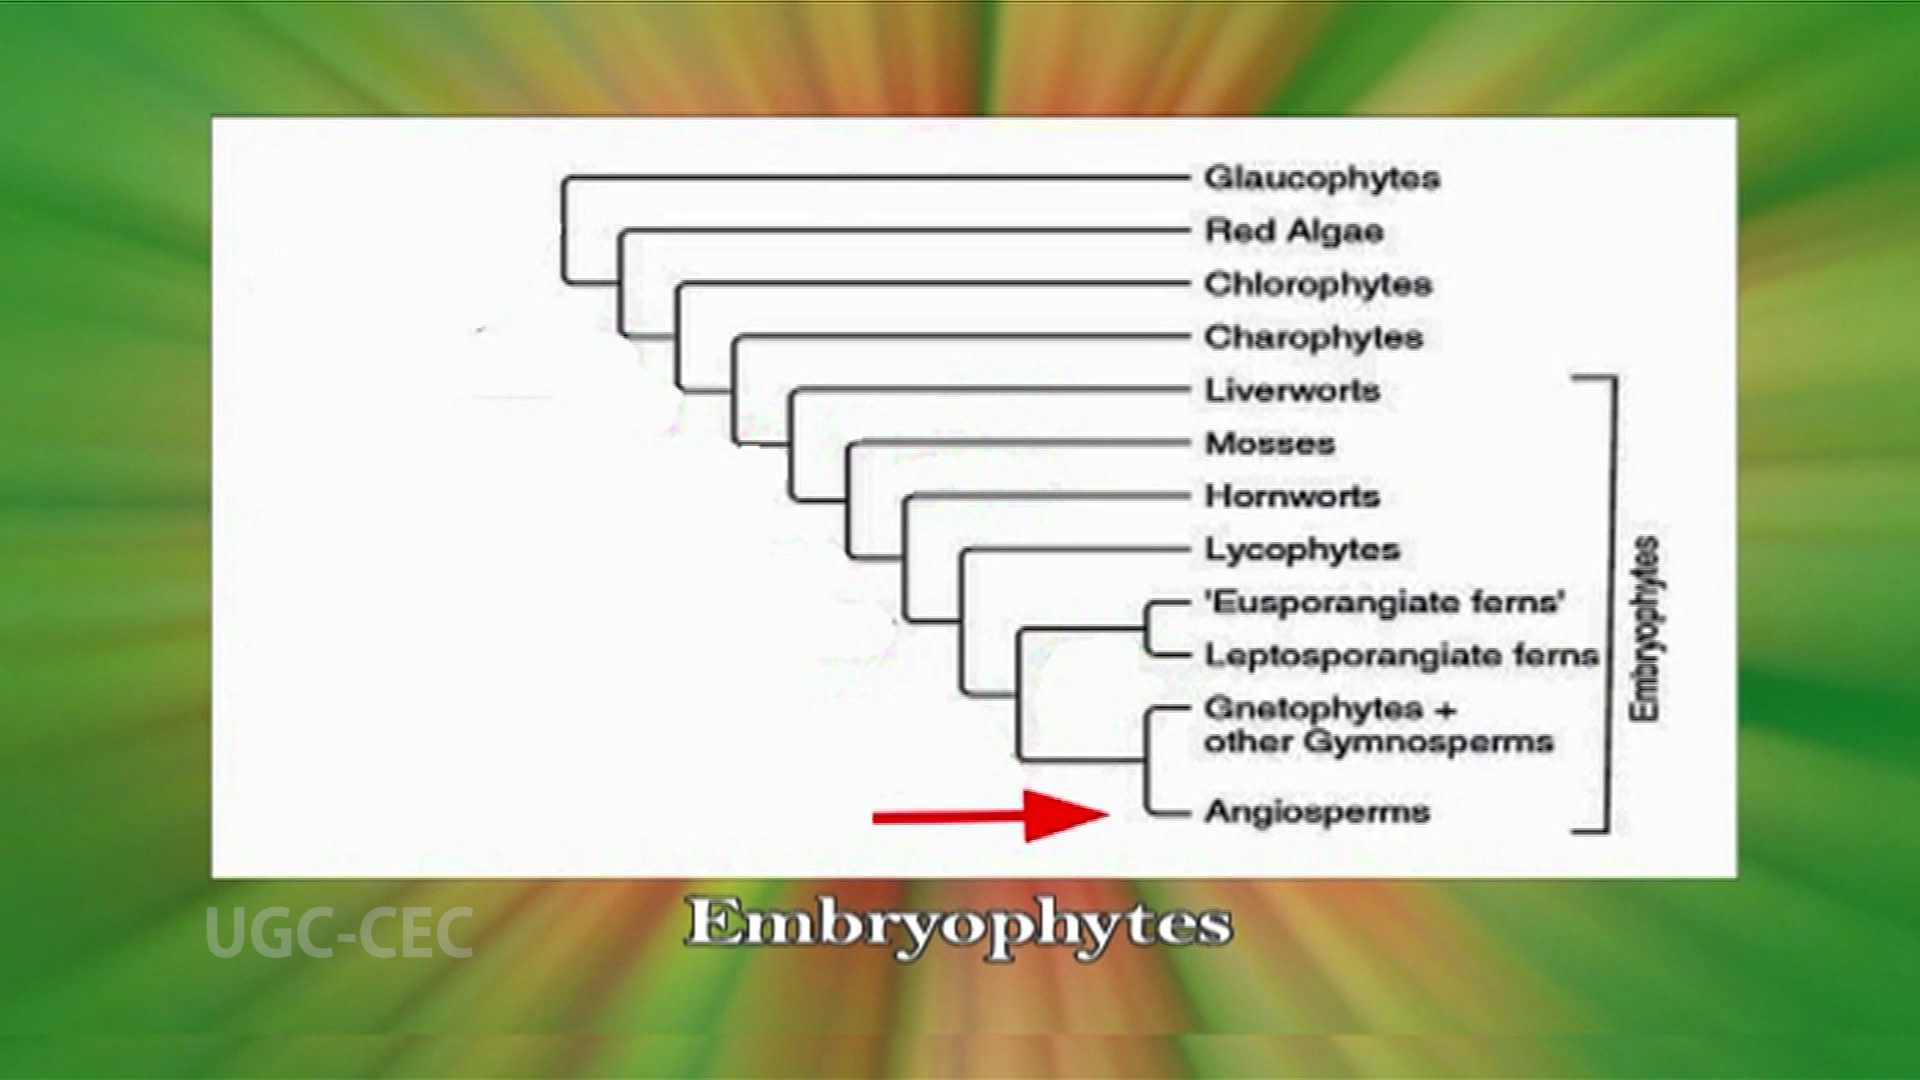 Glaucophytes
Red Algae
Chlorophytes
Charophytes
Liverworts
Mosses
Hornworts
Lycophytes
'Eusporangiate ferns'
Leptosporangiate ferns
Gnetophytes +
other Gymnosperms
Angiosperms
Embryophytes
Embryophytes
UGC-CEC